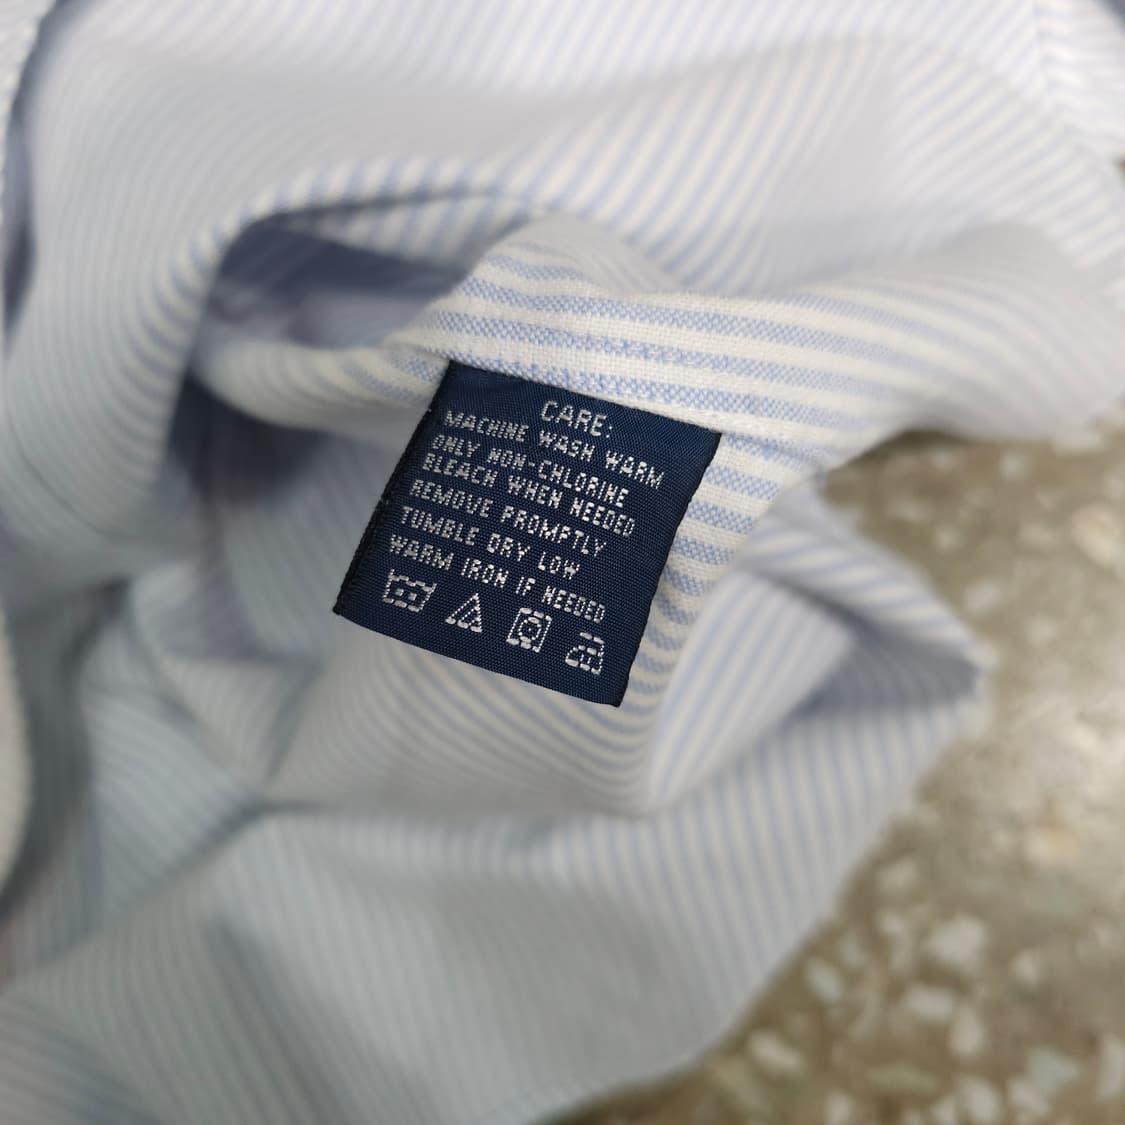 CARE:
MACHINE WASH WARM
ONLY NON-CHLORINE
BLEACH WHEN NEEDED
REMOVE PROMPTLY
TUMBLE DRY LOW
WARM IRON IF NEEDED